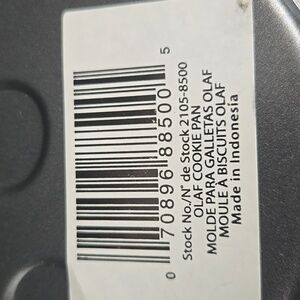 0 70896 88500 5
Stock No./N° de Stock 2105-8500
OLAF COOKIE PAN
MOLDE PARA GALLETAS OLAF
MOULE À BISCUITS OLAF
Made in Indonesia